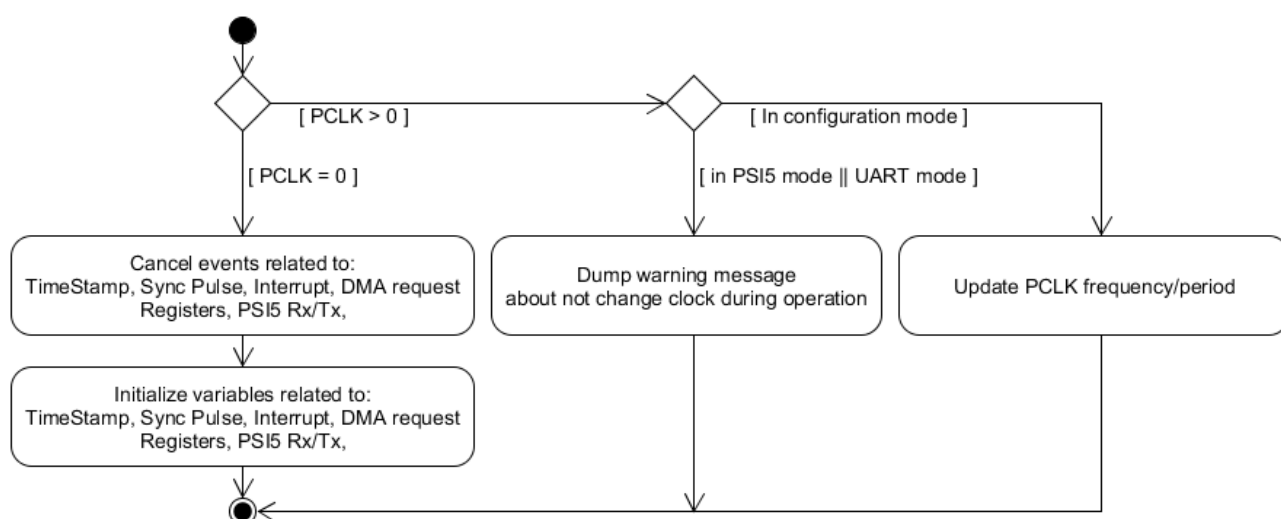 [ PCLK > 0 ]
[ In configuration mode ]
[ PCLK = 0 ]
[ in PSI5 mode || UART mode ]
Cancel events related to:
TimeStamp, Sync Pulse, Interrupt, DMA request
Registers, PSI5 Rx/Tx,
Dump warning message
about not change clock during operation
Update PCLK frequency/period
Initialize variables related to:
TimeStamp, Sync Pulse, Interrupt, DMA request
Registers, PSI5 Rx/Tx,